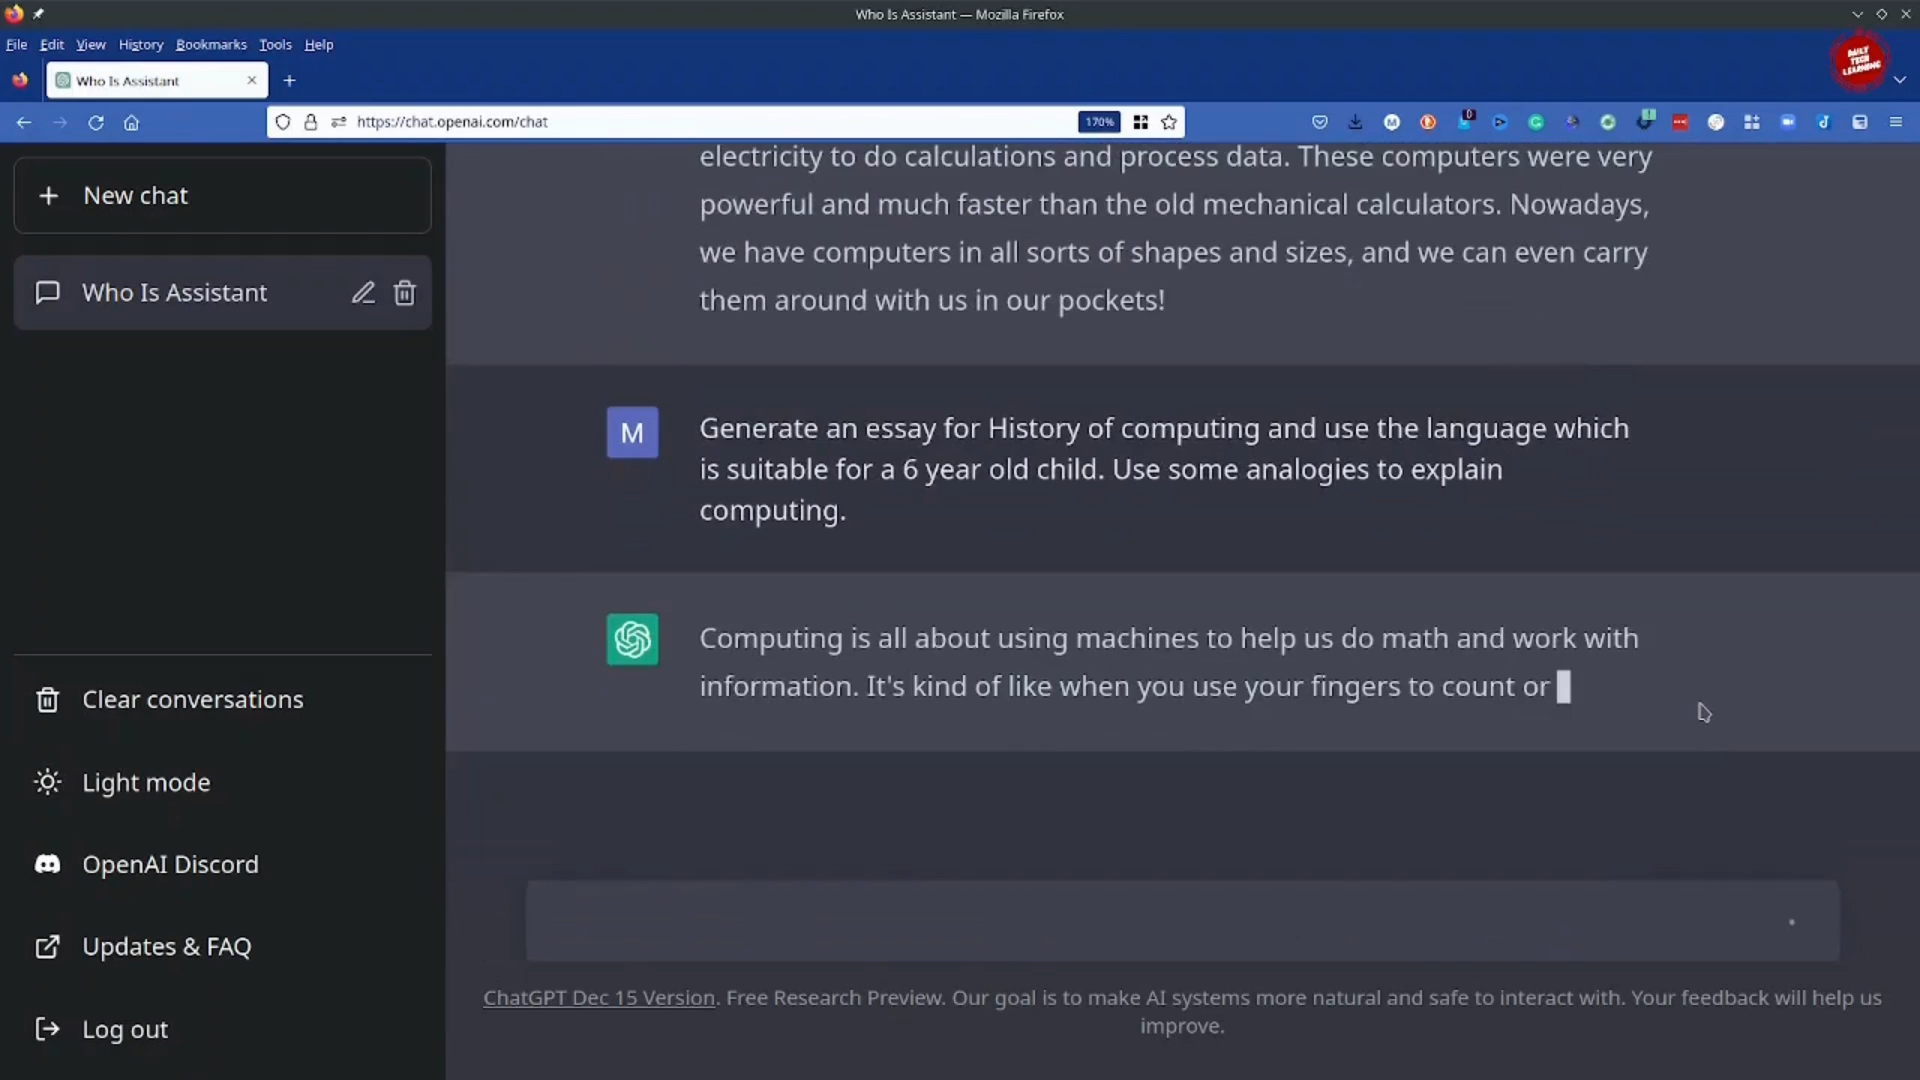 Who Is Assistant — Mozilla Firefox
File Edit View History Bookmarks Tools Help
DAILY
TECH
LEARNING
Who Is Assistant
https://chat.openai.com/chat
170%
0
1
New chat
Who Is Assistant
electricity to do calculations and process data. These computers were very
powerful and much faster than the old mechanical calculators. Nowadays,
we have computers in all sorts of shapes and sizes, and we can even carry
them around with us in our pockets!
M
Generate an essay for History of computing and use the language which
is suitable for a 6 year old child. Use some analogies to explain
computing.
Computing is all about using machines to help us do math and work with
information. It's kind of like when you use your fingers to count or
Clear conversations
Light mode
OpenAI Discord
Updates & FAQ
Log out
ChatGPT Dec 15 Version. Free Research Preview. Our goal is to make AI systems more natural and safe to interact with. Your feedback will help us
improve.